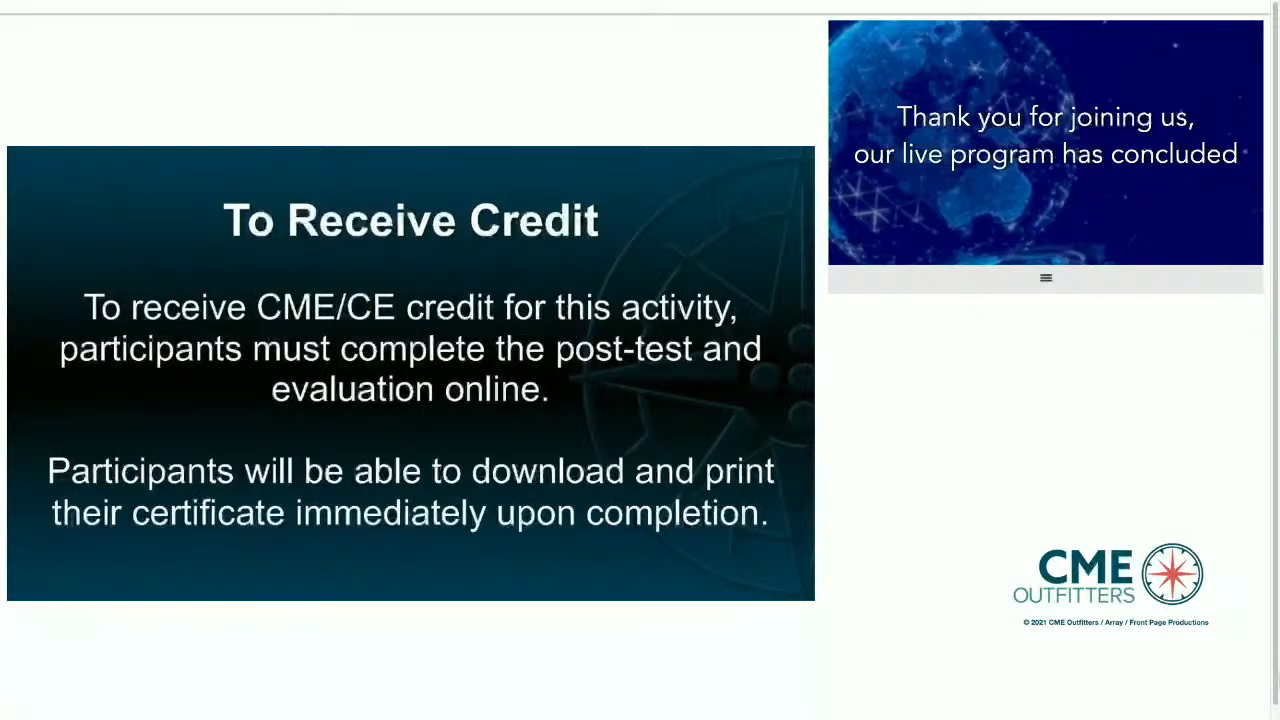 To Receive Credit
To receive CME/CE credit for this activity,
participants must complete the post-test and
evaluation online.
Participants will be able to download and print
their certificate immediately upon completion.
Thank you for joining us,
our live program has concluded
CME
OUTFITTERS
© 2021 CME Outfitters / Array / Front Page Productions